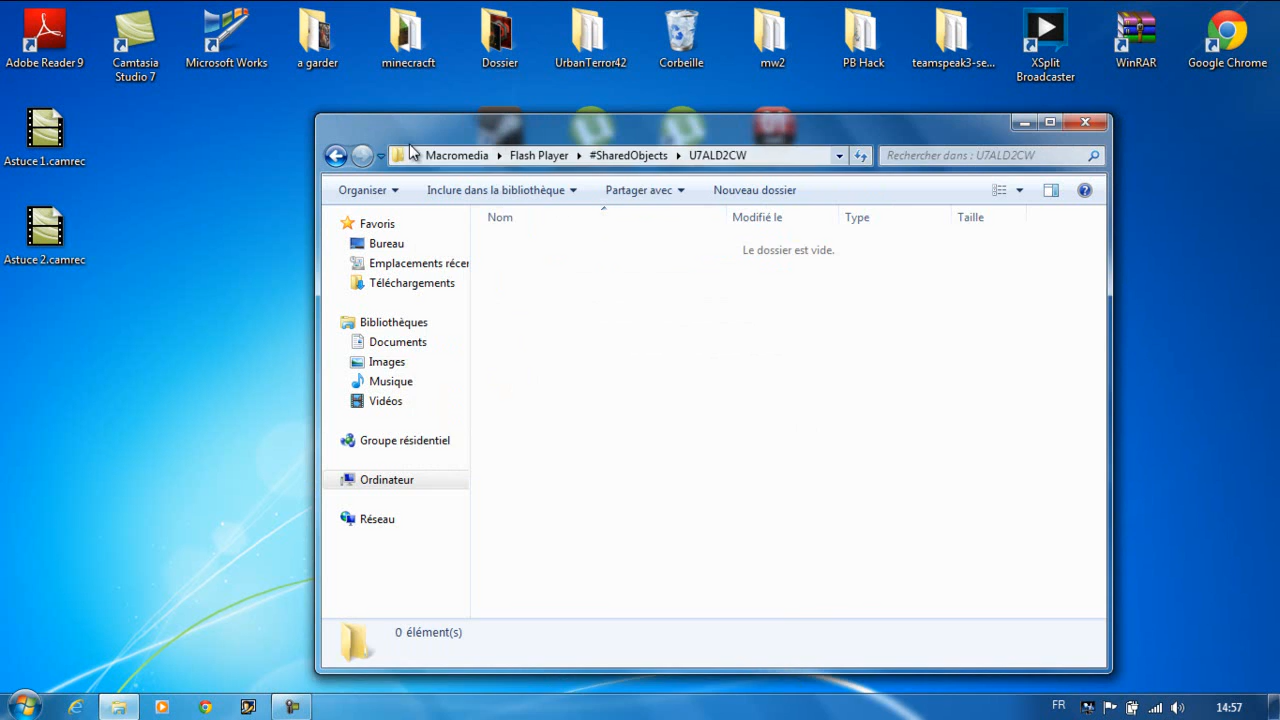 Adobe Reader 9
Camtasia
Studio 7
Microsoft Works
a garder
minecracft
Dossier
UrbanTerror42
Corbeille
mw2
PB Hack
teamspeak3-se...
XSplit
Broadcaster
WinRAR
Google Chrome
Astuce 1.camrec
Astuce 2.camrec
Macromedia
Flash Player
#SharedObjects
U7ALD2CW
Rechercher dans : U7ALD2CW
Organiser
Inclure dans la bibliothèque
Partager avec
Nouveau dossier
Nom
Modifié le
Type
Taille
Le dossier est vide.
Favoris
Bureau
Emplacements récer
Téléchargements
Bibliothèques
Documents
Images
Musique
Vidéos
Groupe résidentiel
Ordinateur
Réseau
0 élément(s)
FR
14:57